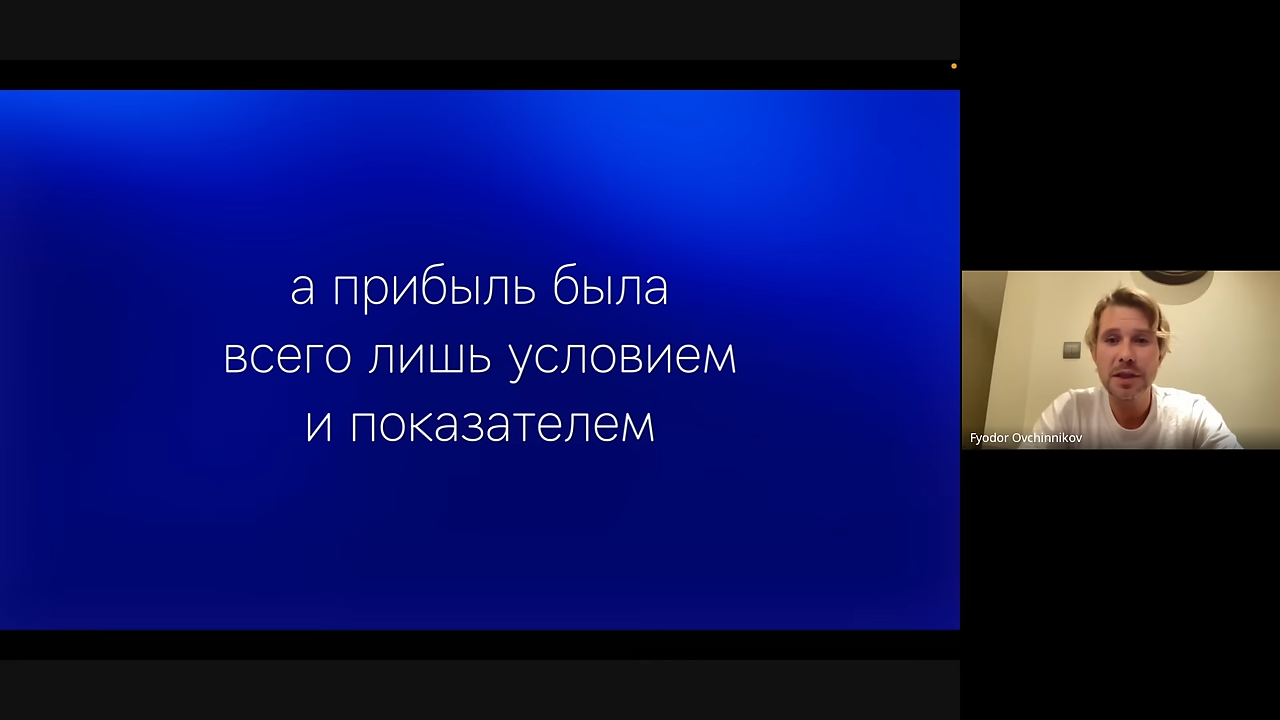 а прибыль была
всего лишь условием
и показателем
Fyodor Ovchinnikov